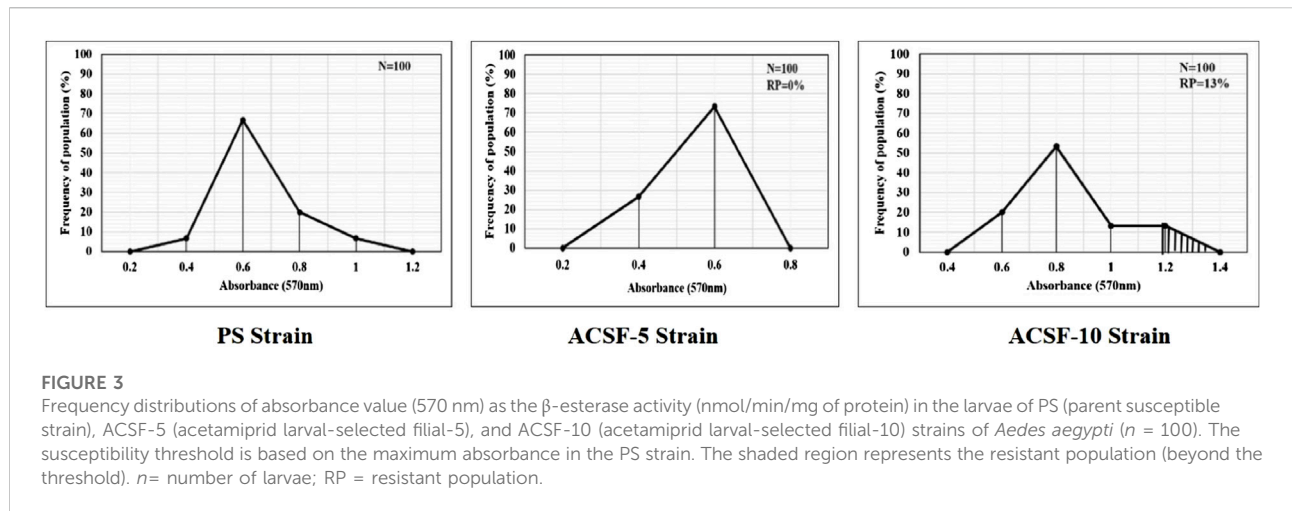 100
90
80
70
60
50
40
30
20
10
0
Frequency of population (%)
N=100
0.2 0.4 0.6 0.8 1 1.2
Absorbance (570nm)
PS Strain
100
90
80
70
60
50
40
30
20
10
0
Frequency of population (%)
N=100
RP=0%
0.2 0.4 0.6 0.8
Absorbance (570nm)
ACSF-5 Strain
100
90
80
70
60
50
40
30
20
10
0
Frequency of population (%)
N=100
RP=13%
0.4 0.6 0.8 1 1.2 1.4
Absorbance (570nm)
ACSF-10 Strain
FIGURE 3
Frequency distributions of absorbance value (570 nm) as the β-esterase activity (nmol/min/mg of protein) in the larvae of PS (parent susceptible
strain), ACSF-5 (acetamiprid larval-selected filial-5), and ACSF-10 (acetamiprid larval-selected filial-10) strains of Aedes aegypti (n = 100). The
susceptibility threshold is based on the maximum absorbance in the PS strain. The shaded region represents the resistant population (beyond the
threshold). n= number of larvae; RP = resistant population.